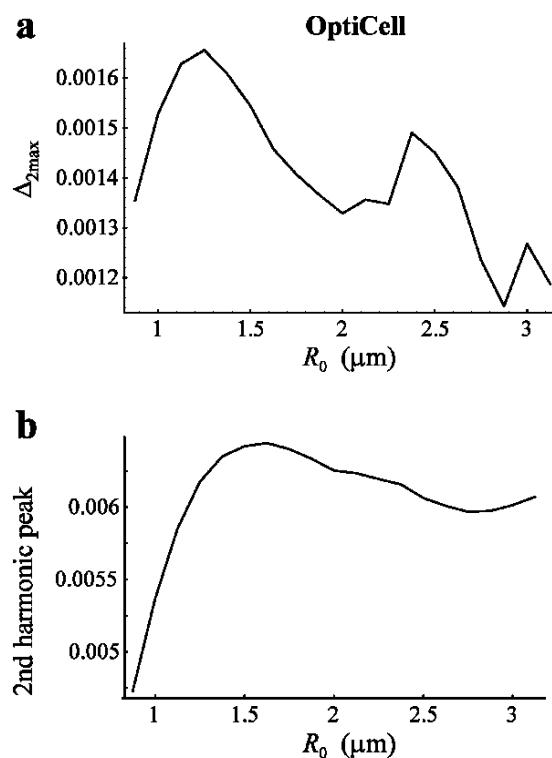 a
OptiCell
0.0016
0.0015
0.0014
0.0013
0.0012
Δ2max
1 1.5 2 2.5 3
R0 (μm)
b
0.006
0.0055
0.005
2nd harmonic peak
1 1.5 2 2.5 3
R0 (μm)